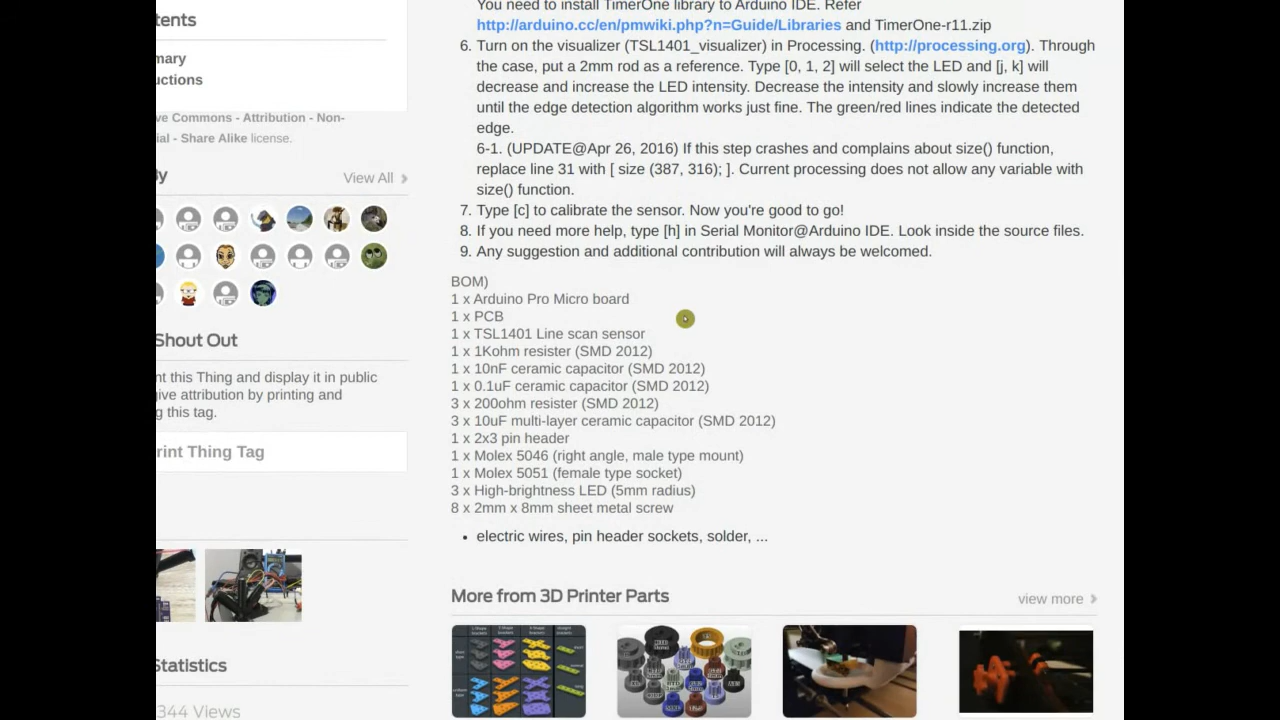 tents
mary
uctions
ve Commons - Attribution - Non-
ial - Share Alike license.
By
View All
Shout Out
nt this Thing and display it in public
give attribution by printing and
g this tag.
rint Thing Tag
Statistics
344 Views
You need to install TimerOne library to Arduino IDE. Refer
http://arduino.cc/en/pmwiki.php?n=Guide/Libraries and TimerOne-r11.zip
6. Turn on the visualizer (TSL1401_visualizer) in Processing. (http://processing.org). Through
the case, put a 2mm rod as a reference. Type [0, 1, 2] will select the LED and [j, k] will
decrease and increase the LED intensity. Decrease the intensity and slowly increase them
until the edge detection algorithm works just fine. The green/red lines indicate the detected
edge.
6-1. (UPDATE@Apr 26, 2016) If this step crashes and complains about size() function,
replace line 31 with [ size (387, 316); ]. Current processing does not allow any variable with
size() function.
7. Type [c] to calibrate the sensor. Now you're good to go!
8. If you need more help, type [h] in Serial Monitor@Arduino IDE. Look inside the source files.
9. Any suggestion and additional contribution will always be welcomed.
BOM)
1 x Arduino Pro Micro board
1 x PCB
1 x TSL1401 Line scan sensor
1 x 1Kohm resister (SMD 2012)
1 x 10nF ceramic capacitor (SMD 2012)
1 x 0.1uF ceramic capacitor (SMD 2012)
3 x 200ohm resister (SMD 2012)
3 x 10uF multi-layer ceramic capacitor (SMD 2012)
1 x 2x3 pin header
1 x Molex 5046 (right angle, male type mount)
1 x Molex 5051 (female type socket)
3 x High-brightness LED (5mm radius)
8 x 2mm x 8mm sheet metal screw
• electric wires, pin header sockets, solder, ...
More from 3D Printer Parts
view more